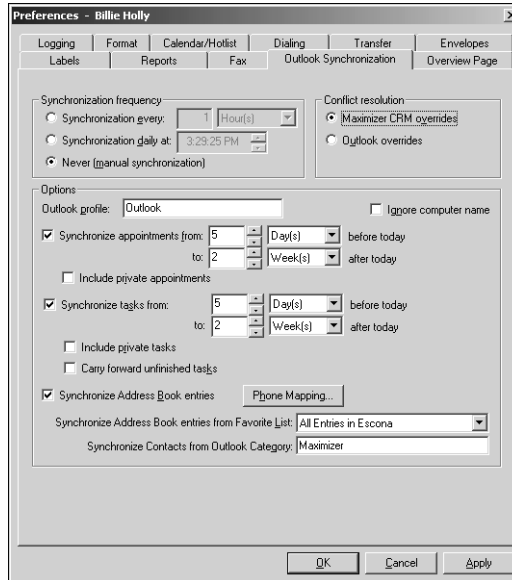 Preferences - Billie Holly
Logging Format Calendar/Hotlist Dialing Transfer Envelopes
Labels Reports Fax Outlook Synchronization Overview Page
Synchronization frequency
Synchronization every: 1 Hour(s)
Synchronization daily at: 3:29:25 PM
Never (manual synchronization)
Conflict resolution
Maximizer CRM overrides
Outlook overrides
Options
Outlook profile: Outlook Ignore computer name
Synchronize appointments from: 5 Day(s) before today
to: 2 Week(s) after today
Include private appointments
Synchronize tasks from: 5 Day(s) before today
to: 2 Week(s) after today
Include private tasks
Carry forward unfinished tasks
Synchronize Address Book entries Phone Mapping...
Synchronize Address Book entries from Favorite List: All Entries in Escona
Synchronize Contacts from Outlook Category: Maximizer
OK Cancel Apply